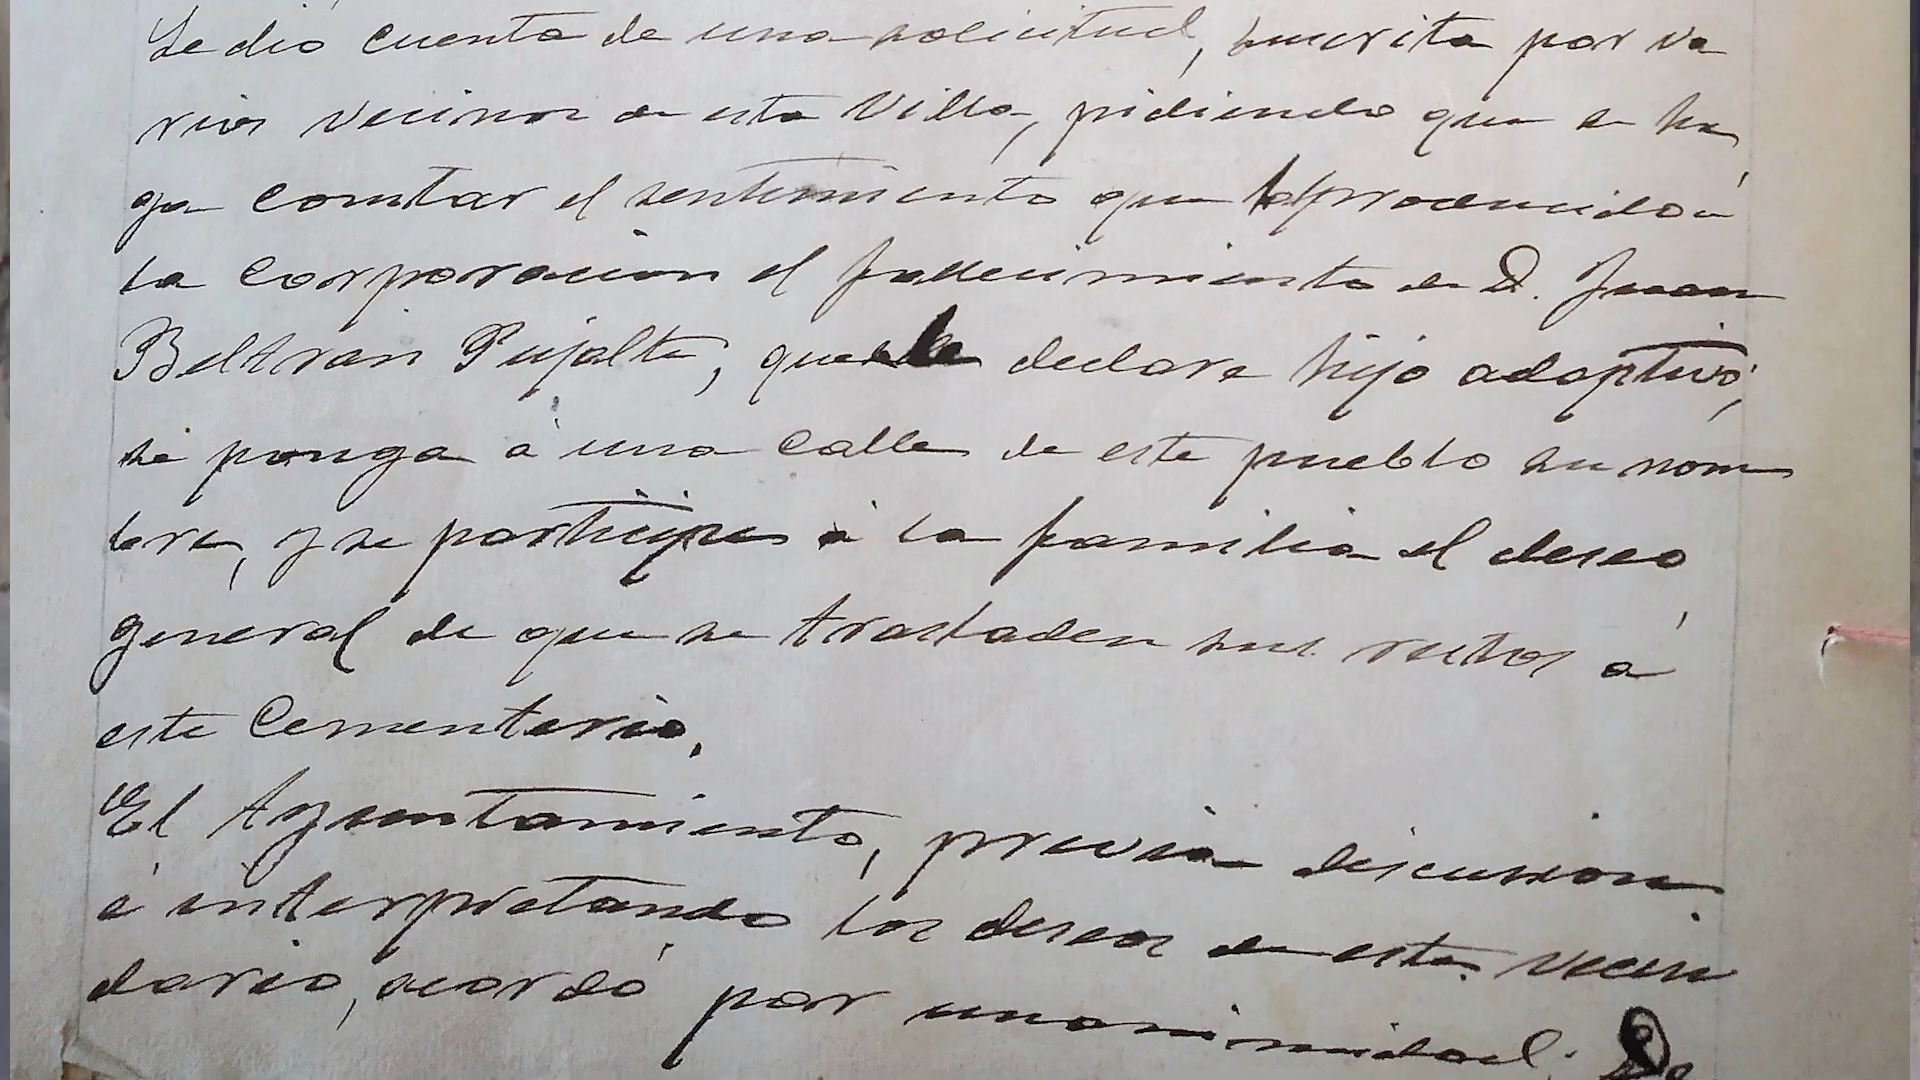 Se dió cuenta de una solicitud, suscrita por va
rios vecinos de esta Villa, pidiendo que se ha
ga constar el sentimiento que ha producido á
la Corporacion el fallecimiento de D. Juan
Beltran Pujalte, que se le declare hijo adoptivo,
se ponga á una calle de este pueblo su nom
bre, y se participe á la familia el deseo
general de que se trasladen sus restos á
este Cementerio.
El Ayuntamiento, previa discusion
é interpretando los deseos de este vecin
dario, acordó por unanimidad: